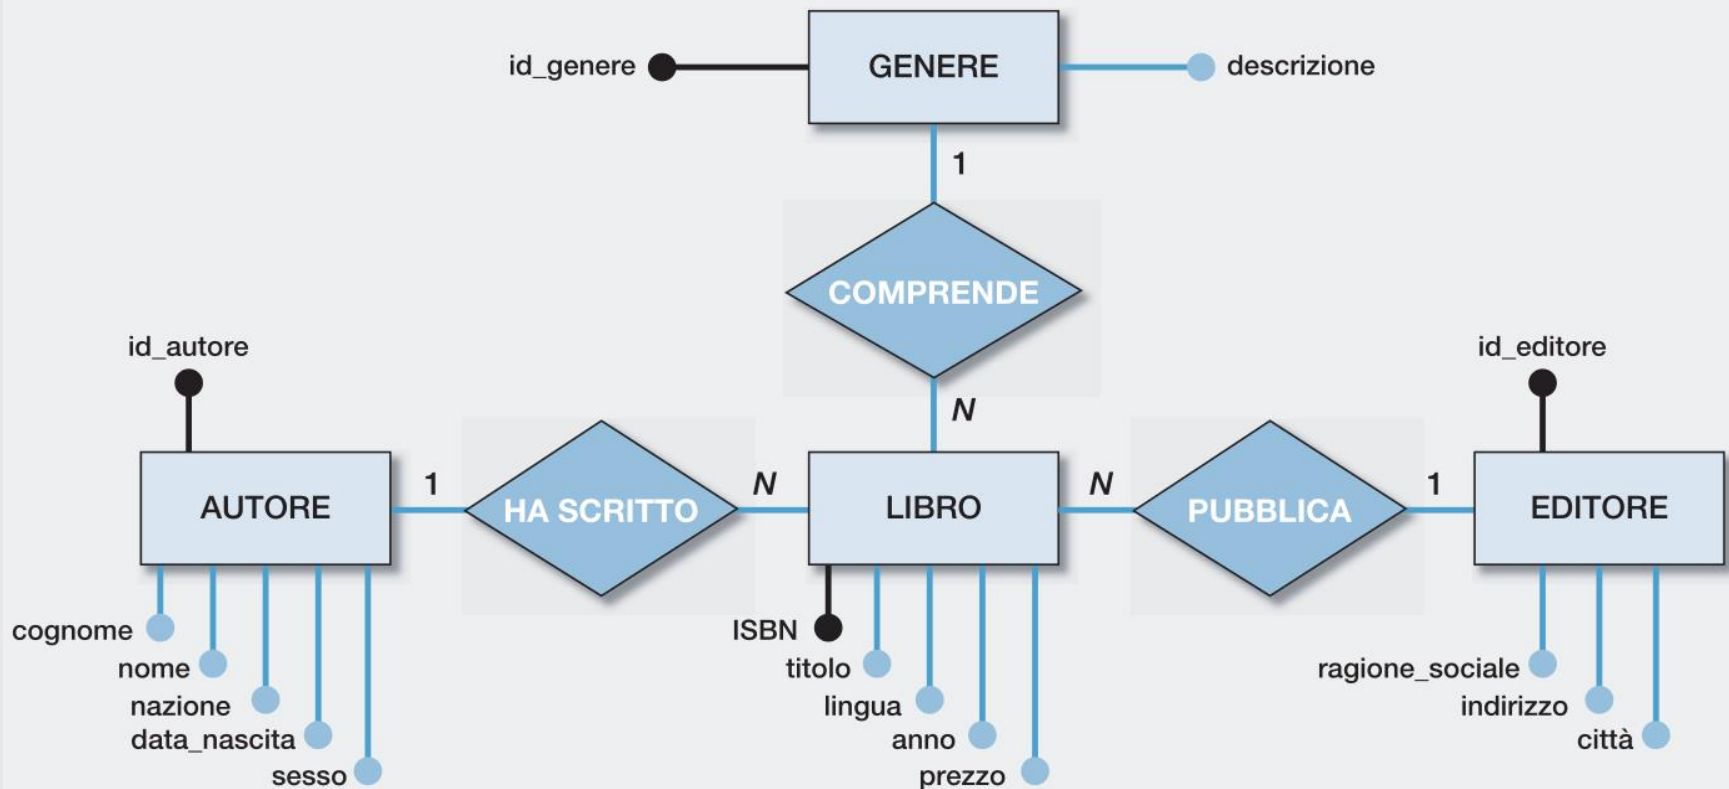 id_genere GENERE descrizione
1
COMPRENDE
N
id_autore id_editore
AUTORE 1 HA SCRITTO N LIBRO N PUBBLICA 1 EDITORE
cognome ISBN
nome titolo ragione_sociale
nazione lingua indirizzo
data_nascita anno città
sesso prezzo